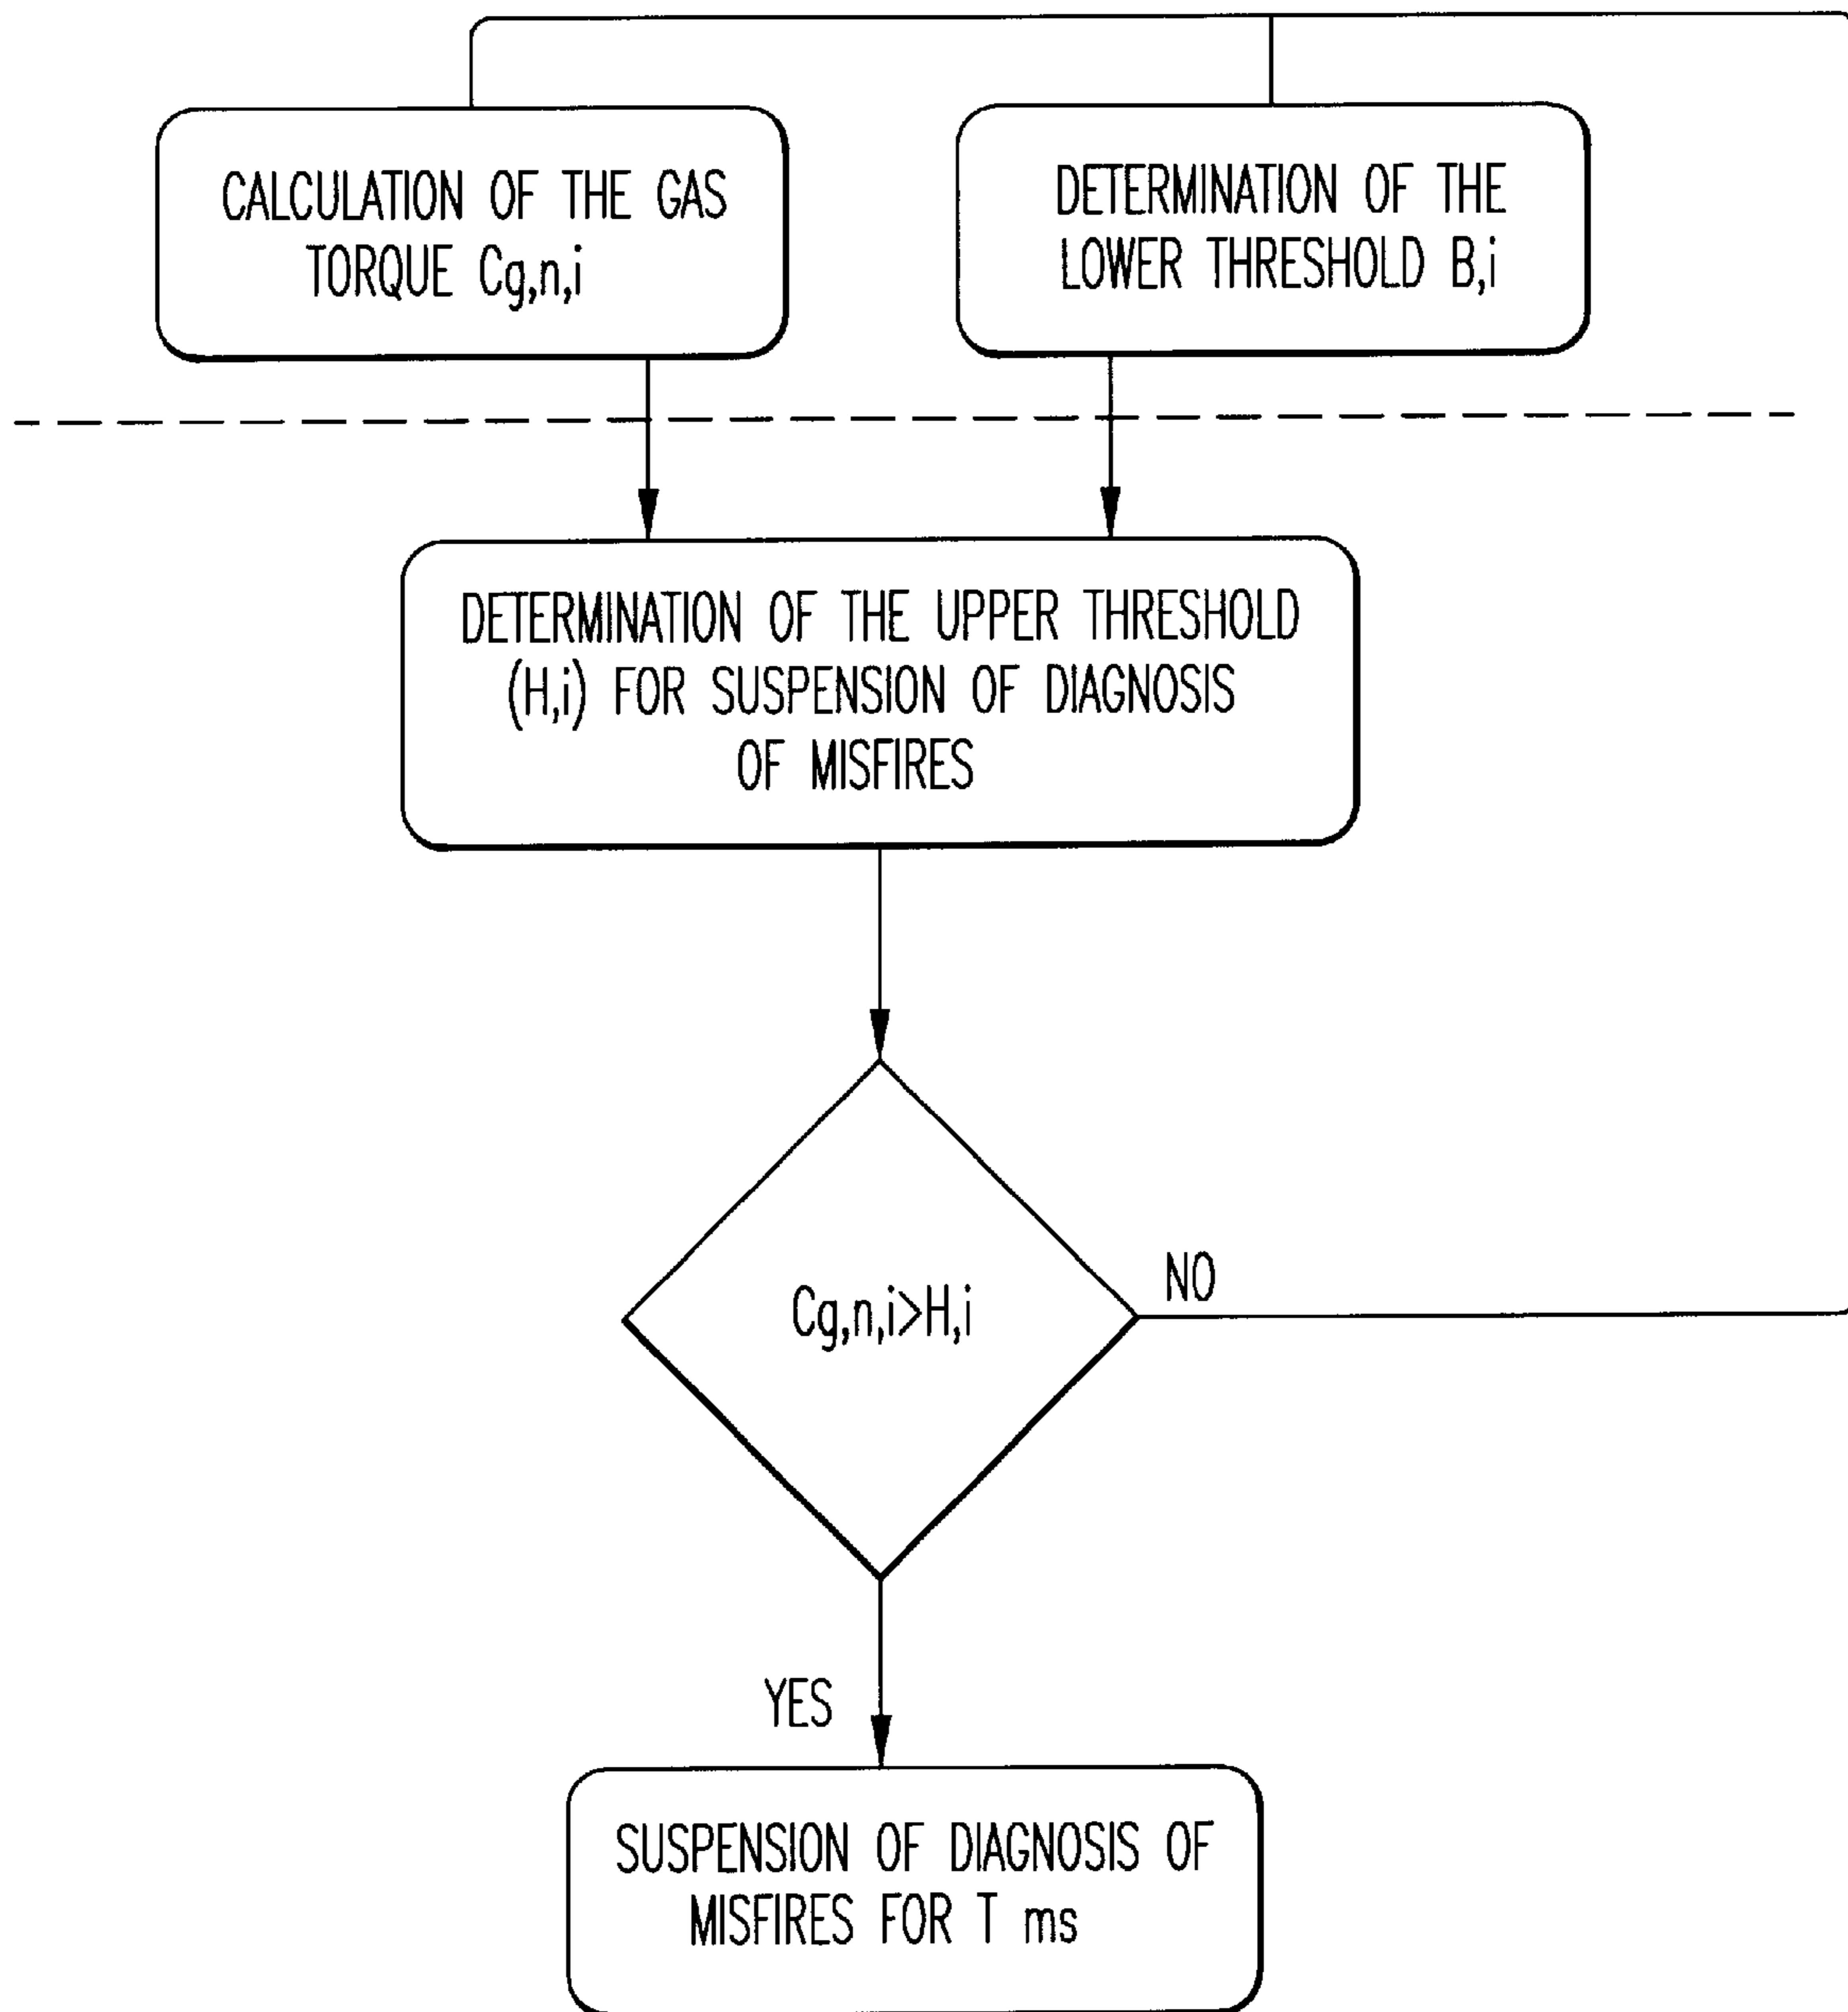 CALCULATION OF THE GAS
TORQUE Cg,n,i
DETERMINATION OF THE
LOWER THRESHOLD B,i
DETERMINATION OF THE UPPER THRESHOLD
(H,i) FOR SUSPENSION OF DIAGNOSIS
OF MISFIRES
Cg,n,i>H,i
NO
YES
SUSPENSION OF DIAGNOSIS OF
MISFIRES FOR T ms